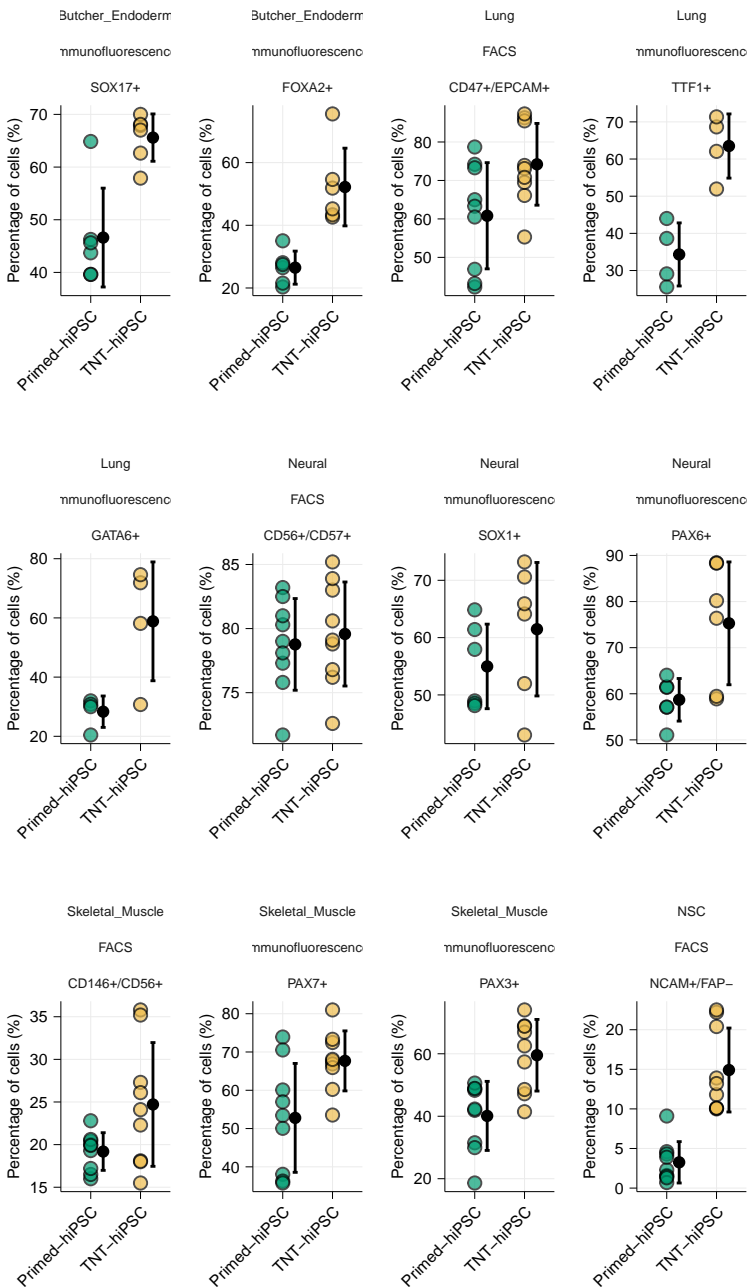 Butcher_Endoderm
mmunofluorescenc
SOX17+
70
60
50
40
Percentage of cells (%)
Primed−hiPSC
TNT−hiPSC
Butcher_Endoderm
mmunofluorescenc
FOXA2+
60
40
20
Percentage of cells (%)
Primed−hiPSC
TNT−hiPSC
Lung
FACS
CD47+/EPCAM+
80
70
60
50
Percentage of cells (%)
Primed−hiPSC
TNT−hiPSC
Lung
mmunofluorescenc
TTF1+
70
60
50
40
30
Percentage of cells (%)
Primed−hiPSC
TNT−hiPSC
Lung
mmunofluorescenc
GATA6+
80
60
40
20
Percentage of cells (%)
Primed−hiPSC
TNT−hiPSC
Neural
FACS
CD56+/CD57+
85
80
75
Percentage of cells (%)
Primed−hiPSC
TNT−hiPSC
Neural
mmunofluorescenc
SOX1+
70
60
50
Percentage of cells (%)
Primed−hiPSC
TNT−hiPSC
Neural
mmunofluorescenc
PAX6+
90
80
70
60
50
Percentage of cells (%)
Primed−hiPSC
TNT−hiPSC
Skeletal_Muscle
FACS
CD146+/CD56+
35
30
25
20
15
Percentage of cells (%)
Primed−hiPSC
TNT−hiPSC
Skeletal_Muscle
mmunofluorescenc
PAX7+
80
70
60
50
40
Percentage of cells (%)
Primed−hiPSC
TNT−hiPSC
Skeletal_Muscle
mmunofluorescenc
PAX3+
60
40
20
Percentage of cells (%)
Primed−hiPSC
TNT−hiPSC
NSC
FACS
NCAM+/FAP−
20
15
10
5
0
Percentage of cells (%)
Primed−hiPSC
TNT−hiPSC